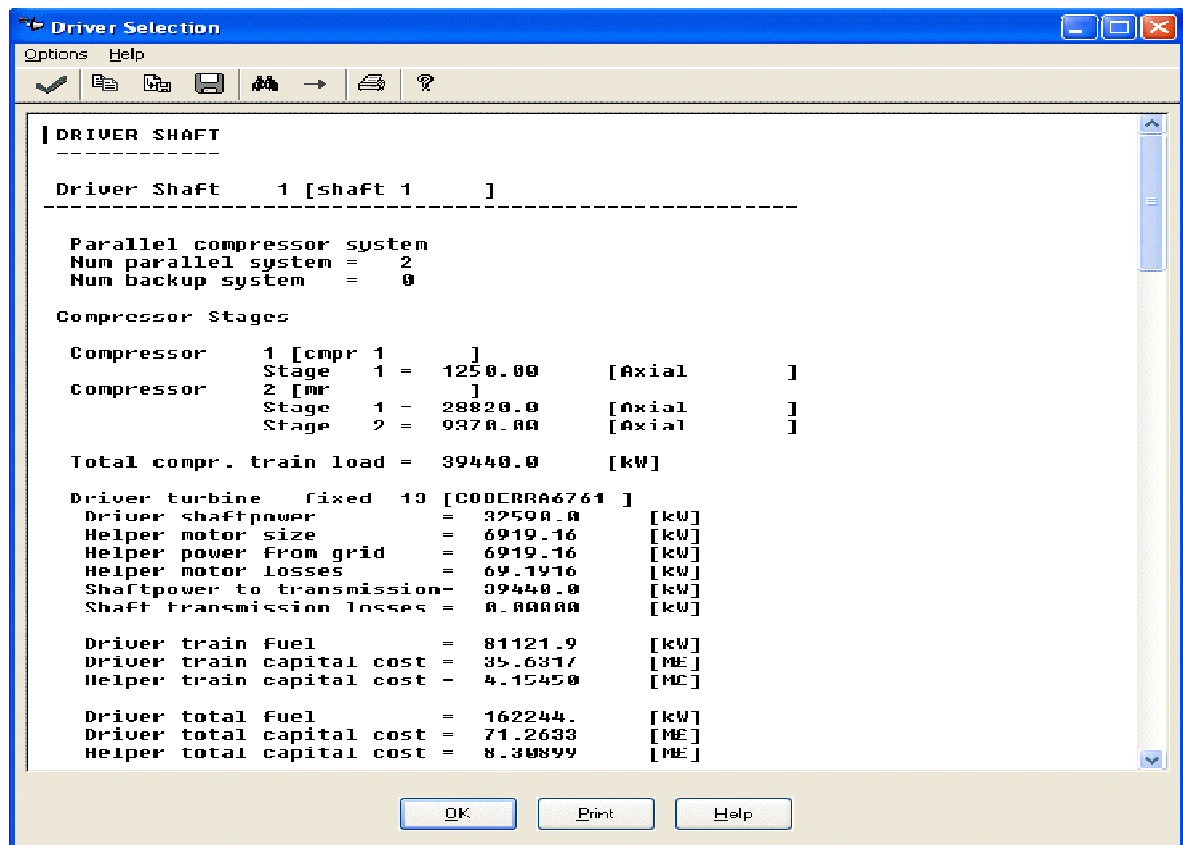 Driver Selection
Options Help
DRIVER SHAFT
------------
Driver Shaft 1 [shaft 1 ]
-------------------------------------------------------
Parallel compressor system
Num parallel system = 2
Num backup system = 0
Compressor Stages
Compressor 1 [cmpr 1 ]
Stage 1 = 1250.00 [Axial ]
Compressor 2 [mr ]
Stage 1 = 28820.0 [Axial ]
Stage 2 = 9370.00 [Axial ]
Total compr. train load = 39440.0 [kW]
Driver turbine fixed
Driver shaftpower = 32590.0 [kW]
Helper motor size = 6919.16 [kW]
Helper power from grid = 6919.16 [kW]
Helper motor losses = 69.1916 [kW]
Shaftpower to transmission= 39440.0 [kW]
Shaft transmission losses = 0.00000 [kW]
Driver train fuel = 81121.9 [kW]
Driver train capital cost = 35.6317 [M£]
Helper train capital cost = 4.15450 [M£]
Driver total fuel = 162244. [kW]
Driver total capital cost = 71.2633 [M£]
Helper total capital cost = 8.30899 [M£]
OK Print Help